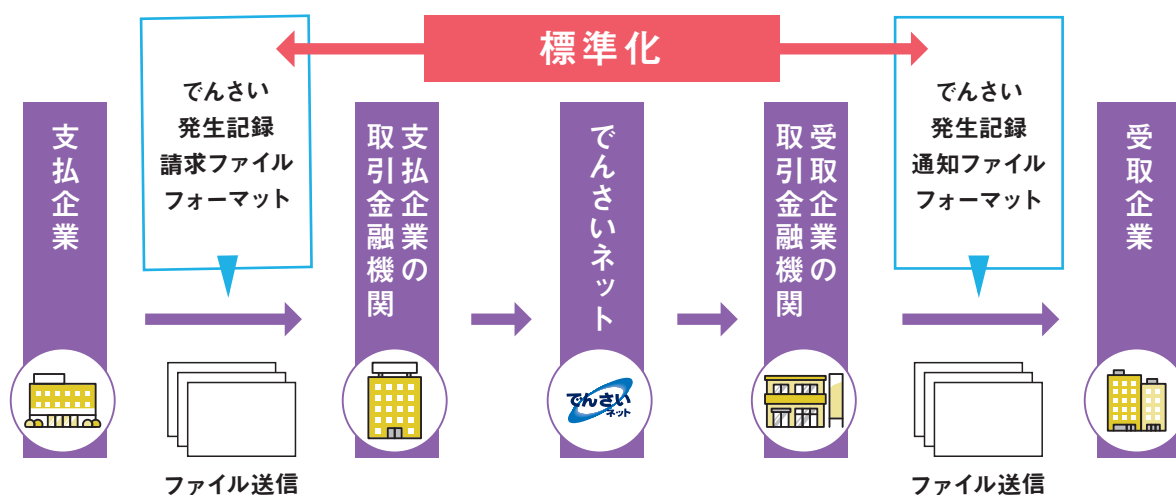 標準化
でんさい
発生記録
請求ファイル
フォーマット
でんさい
発生記録
通知ファイル
フォーマット
支払企業
支払企業の
取引金融機関
でんさいネット
受取企業の
取引金融機関
受取企業
でんさい
ネット
ファイル送信
ファイル送信